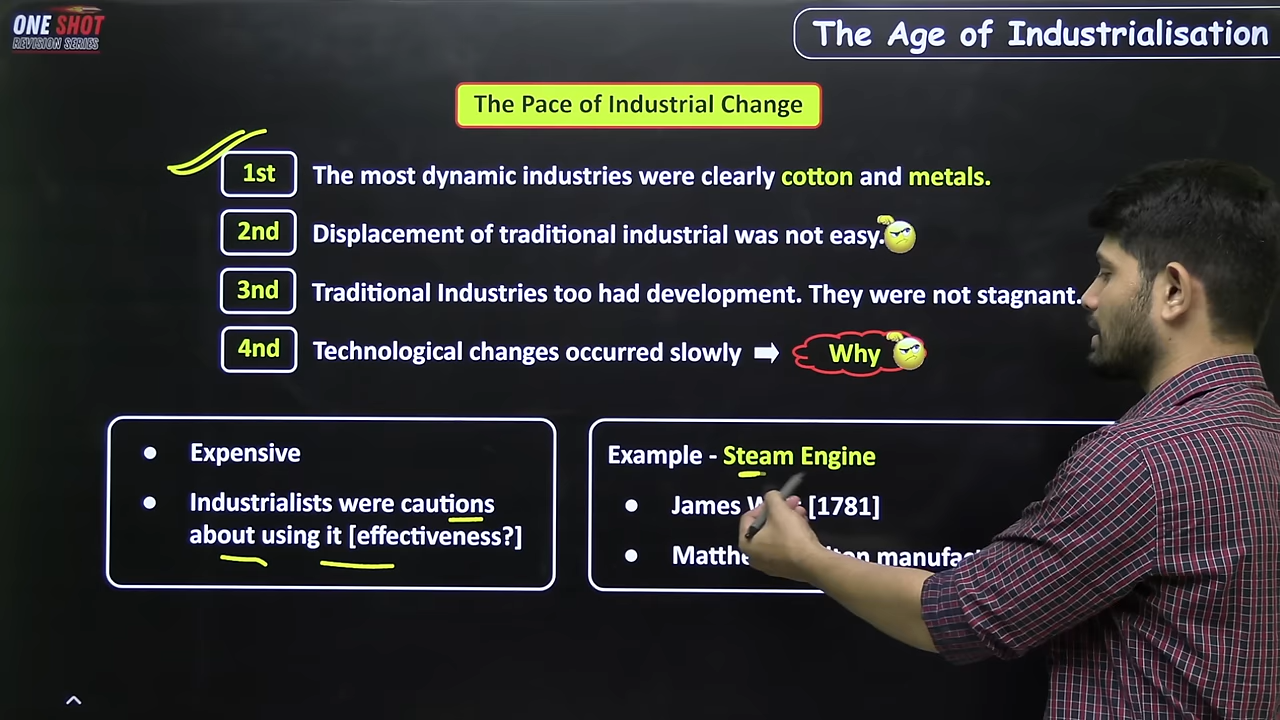 ONE SHOT
REVISION SERIES
The Age of Industrialisation
The Pace of Industrial Change
1st The most dynamic industries were clearly cotton and metals.
2nd Displacement of traditional industrial was not easy.
3nd Traditional Industries too had development. They were not stagnant.
4nd Technological changes occurred slowly Why
Expensive
Industrialists were cautions
about using it [effectiveness?]
Example - Steam Engine
James [1781]